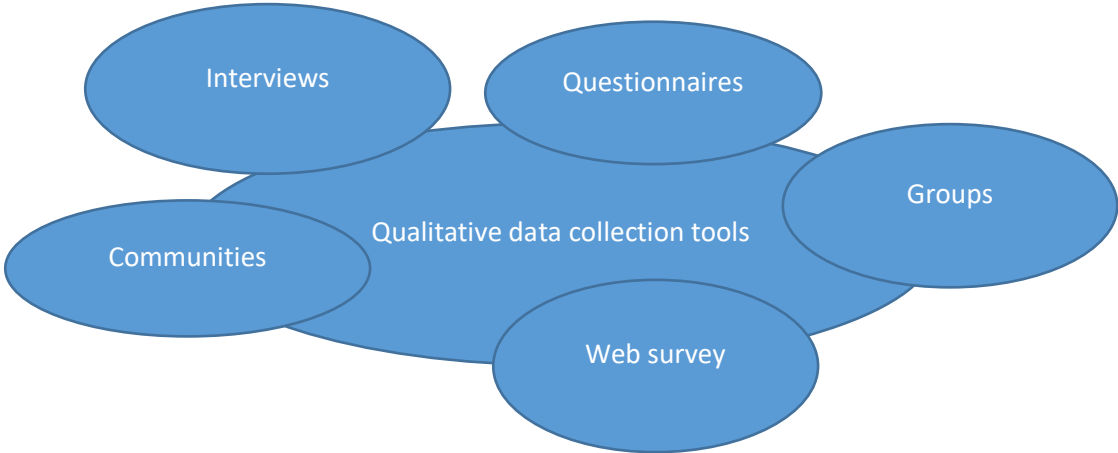 Interviews
Questionnaires
Groups
Qualitative data collection tools
Communities
Web survey